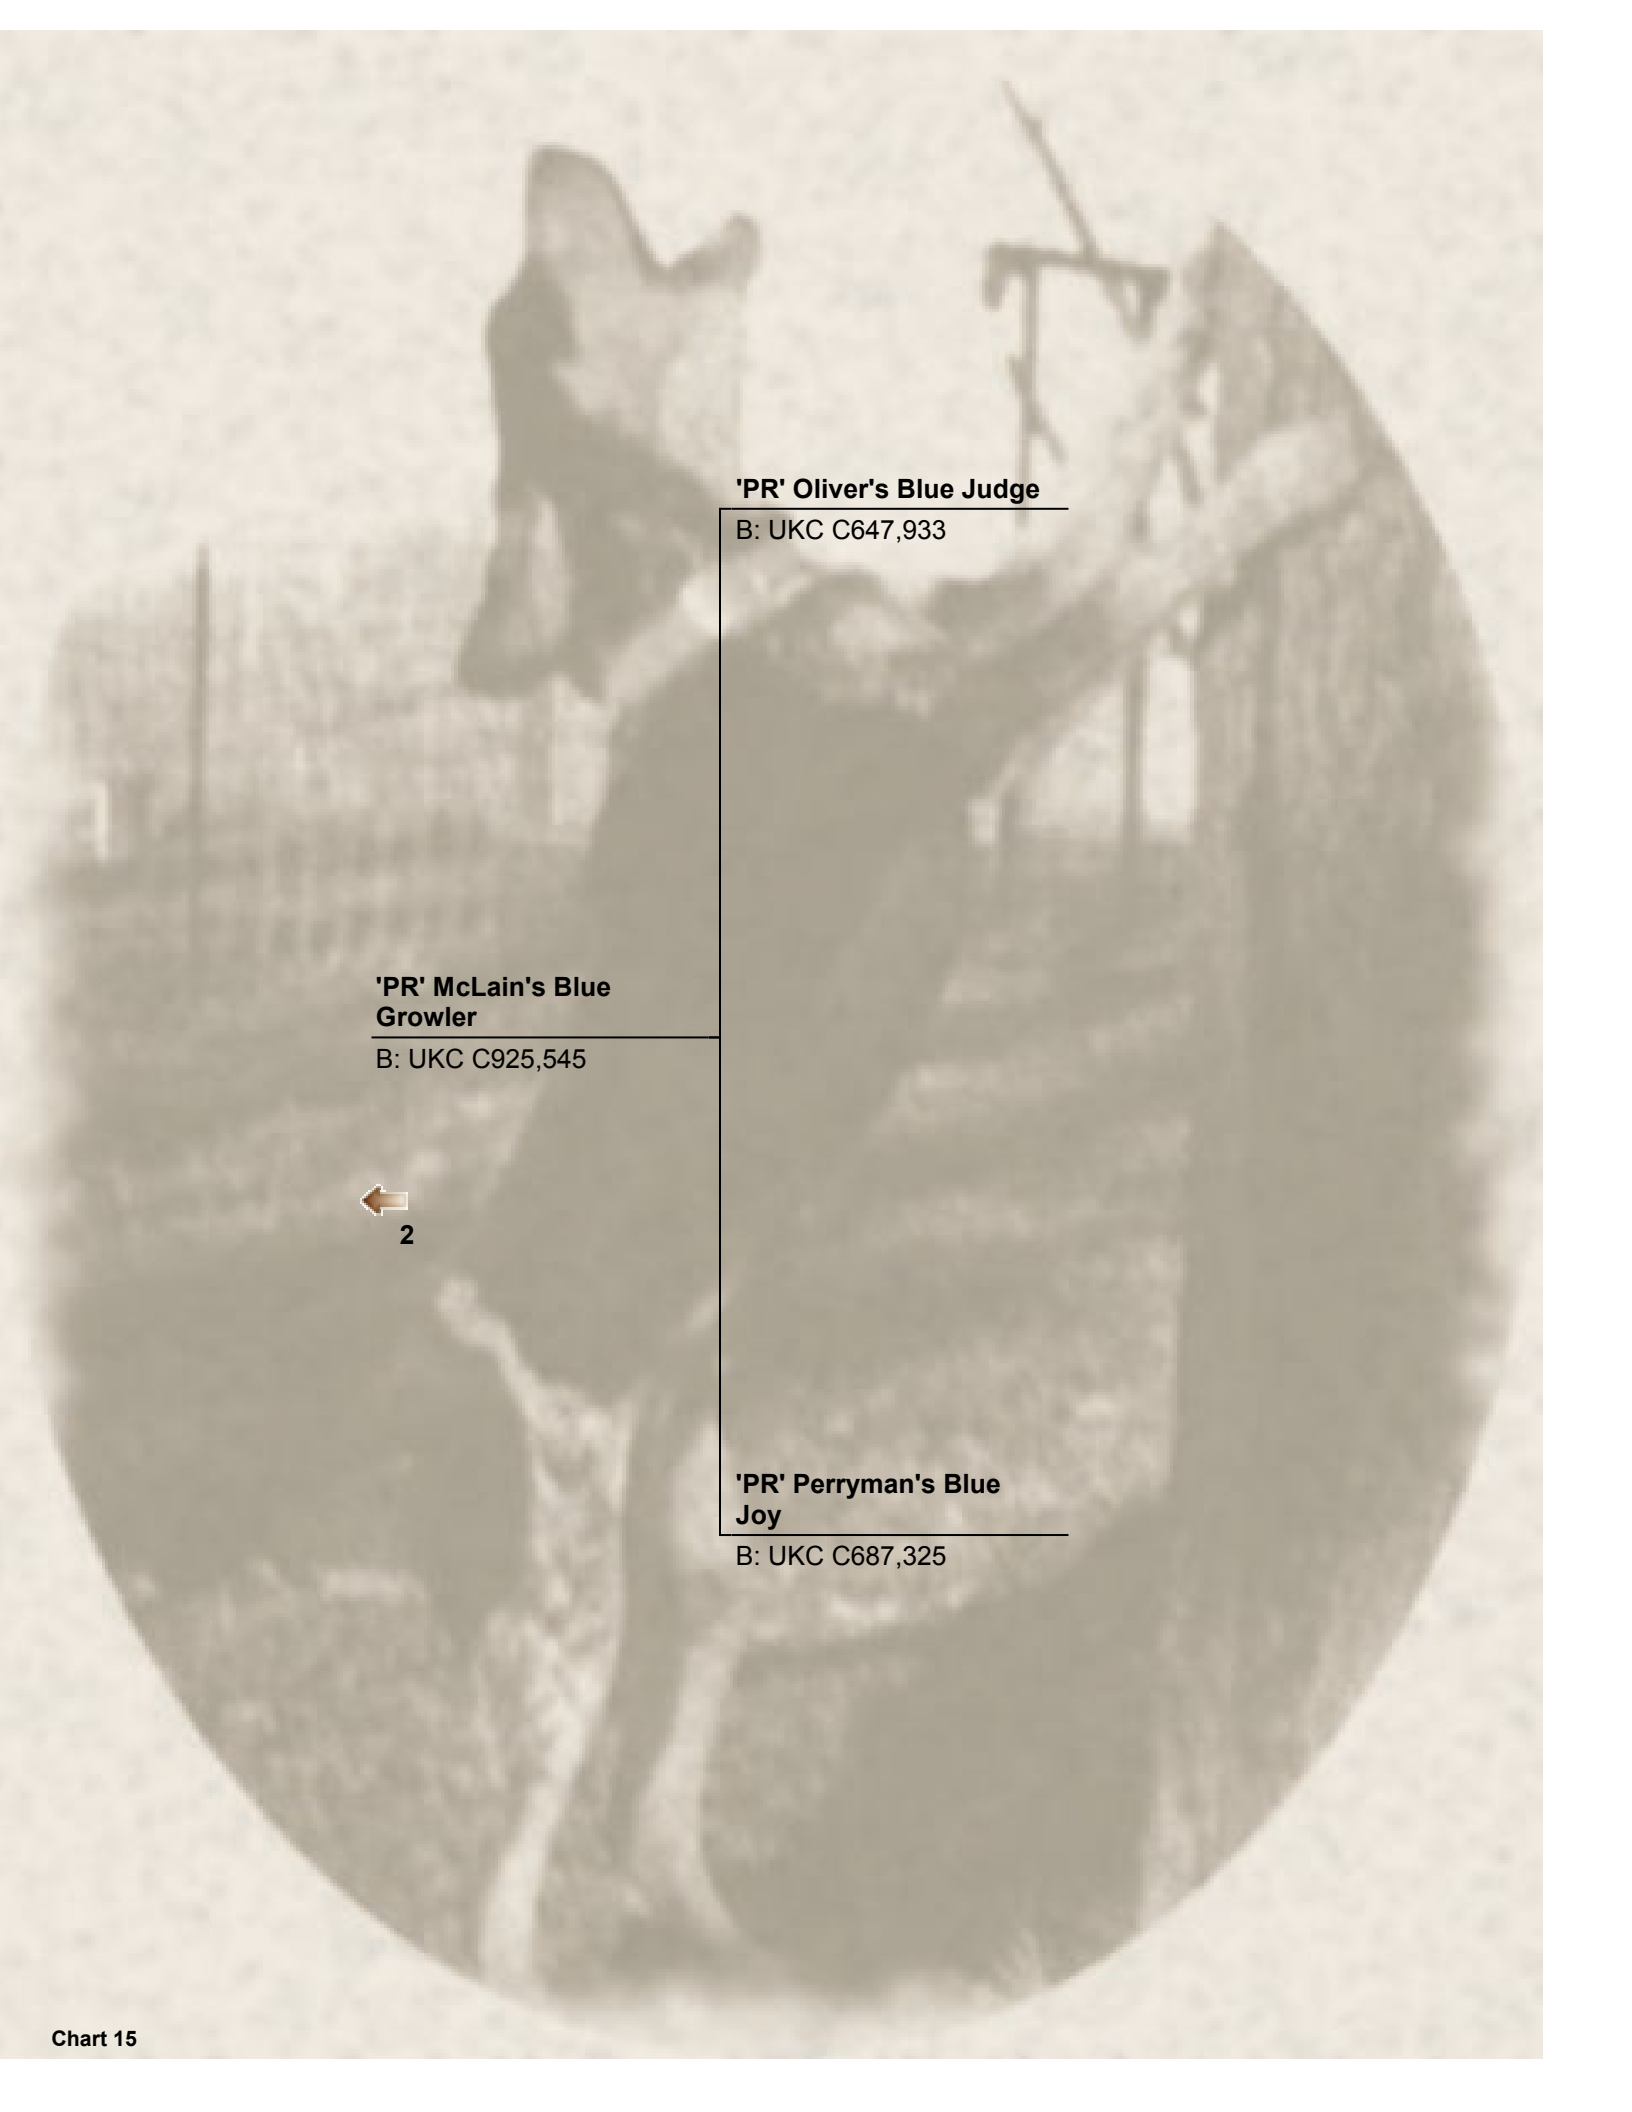 'PR' Oliver's Blue Judge
B: UKC C647,933
'PR' McLain's Blue
Growler
B: UKC C925,545
2
'PR' Perryman's Blue
Joy
B: UKC C687,325
Chart 15